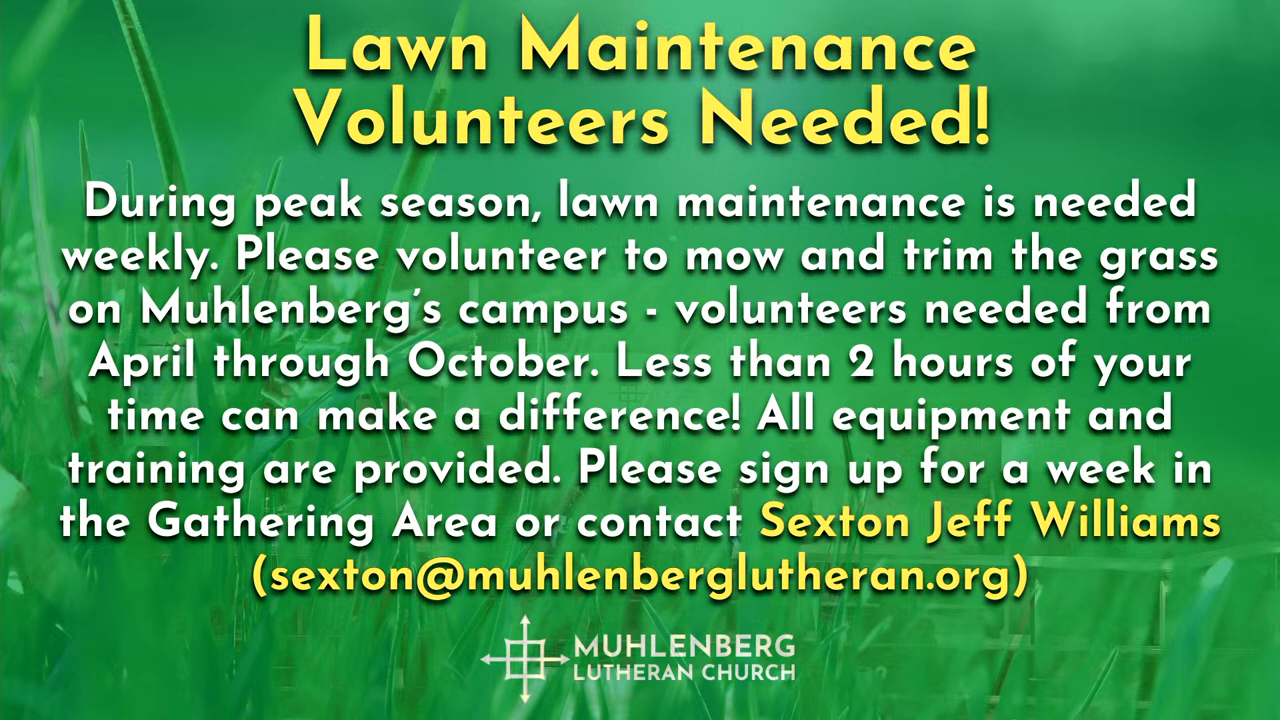 Lawn Maintenance
Volunteers Needed!
During peak season, lawn maintenance is needed
weekly. Please volunteer to mow and trim the grass
on Muhlenberg’s campus - volunteers needed from
April through October. Less than 2 hours of your
time can make a difference! All equipment and
training are provided. Please sign up for a week in
the Gathering Area or contact Sexton Jeff Williams
(sexton@muhlenberglutheran.org)
MUHLENBERG
LUTHERAN CHURCH